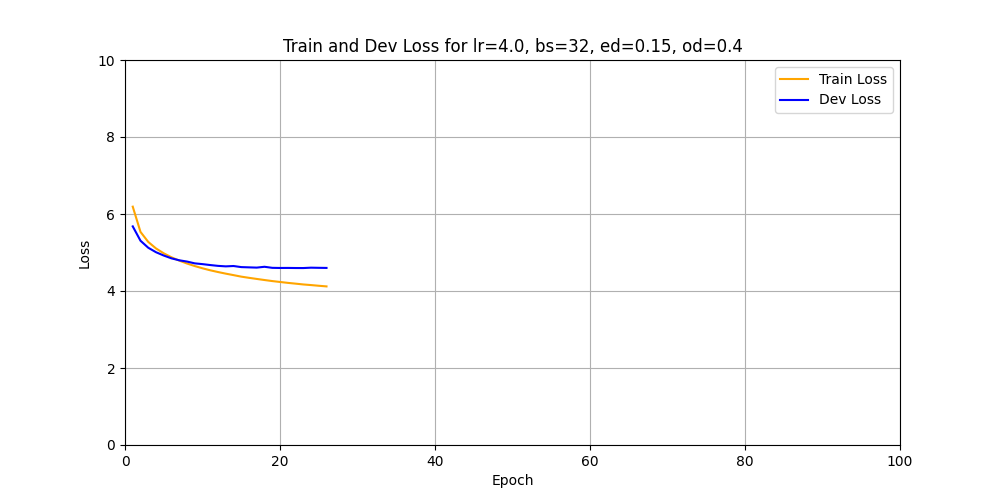 Train and Dev Loss for lr=4.0, bs=32, ed=0.15, od=0.4
Train Loss
Dev Loss
Loss
10
8
6
4
2
0
0 20 40 60 80 100
Epoch